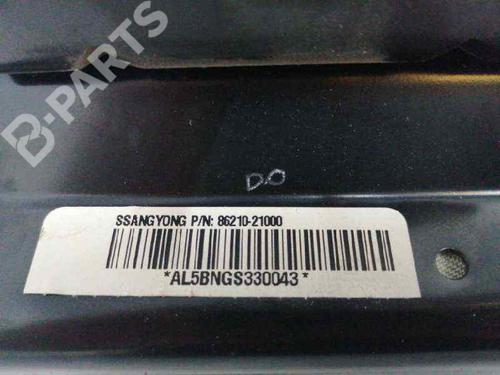 B-PARTS
D.O
SSANGYONG P/N: 86210-21000
*AL5BNGS330043*